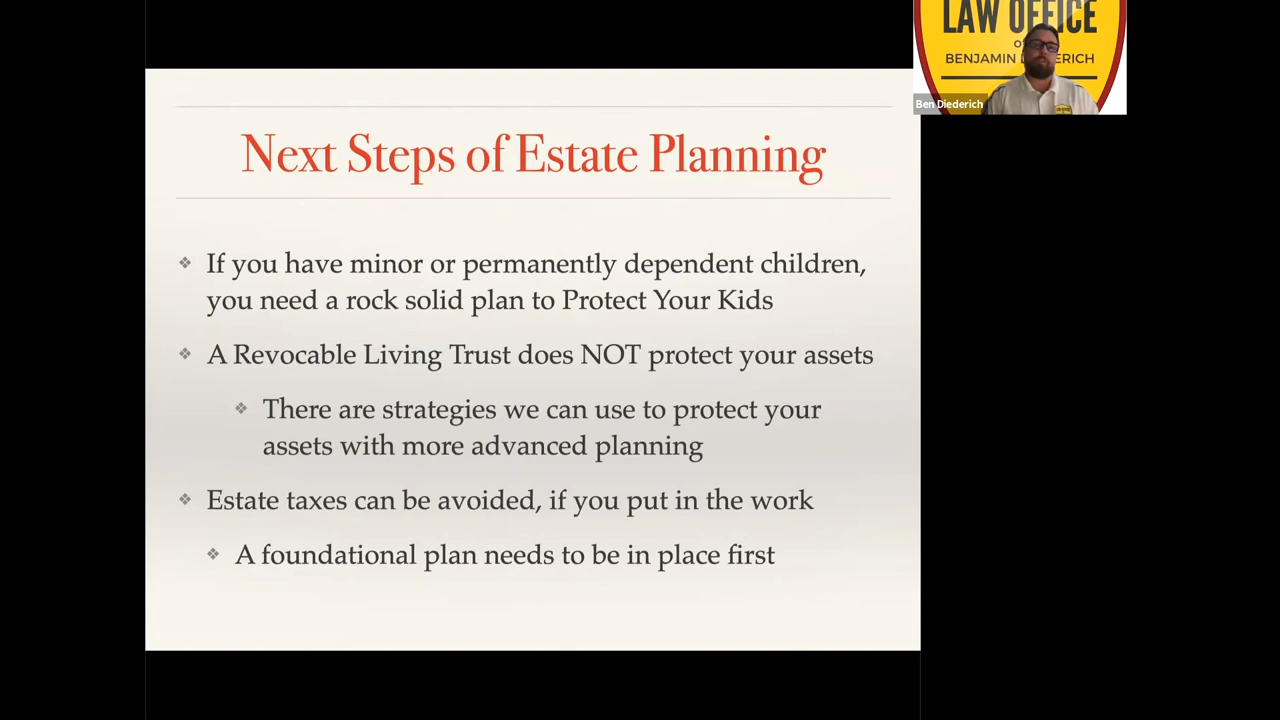 LAW OFFICE
BENJAMIN
ERICH
Ben Diederich
Next Steps of Estate Planning
If you have minor or permanently dependent children,
you need a rock solid plan to Protect Your Kids
A Revocable Living Trust does NOT protect your assets
There are strategies we can use to protect your
assets with more advanced planning
Estate taxes can be avoided, if you put in the work
A foundational plan needs to be in place first